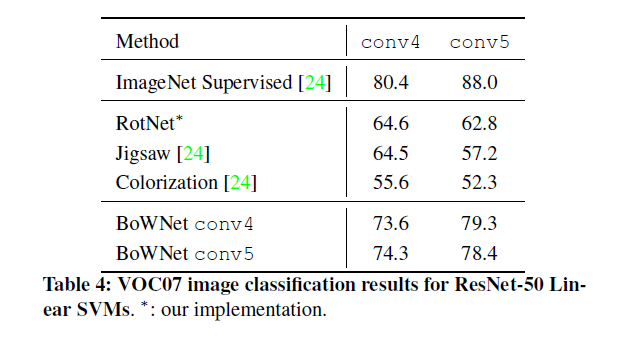 Method conv4 conv5
ImageNet Supervised [24] 80.4 88.0
RotNet* 64.6 62.8
Jigsaw [24] 64.5 57.2
Colorization [24] 55.6 52.3
BoWNet conv4 73.6 79.3
BoWNet conv5 74.3 78.4
Table 4: VOC07 image classification results for ResNet-50 Lin-
ear SVMs. *: our implementation.